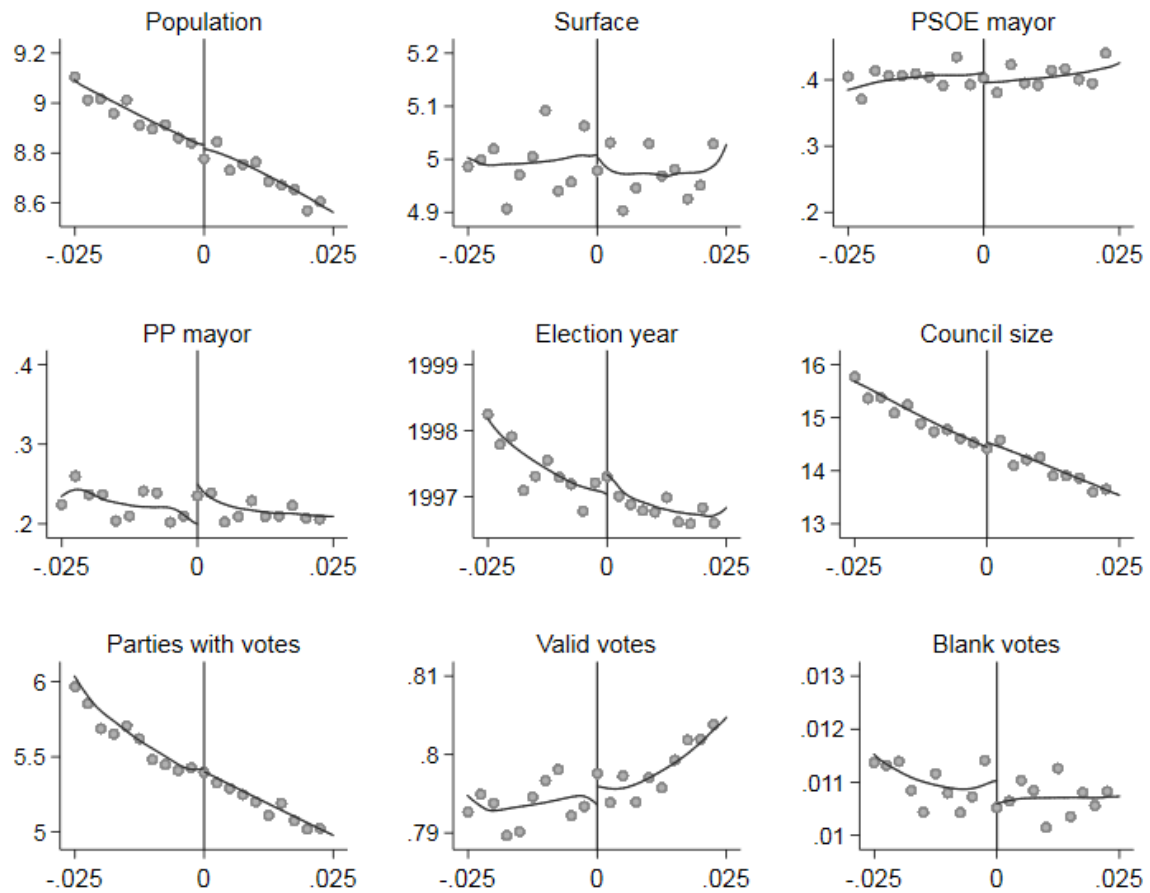 Population
9.2
9
8.8
8.6
-.025 0 .025
Surface
5.2
5.1
5
4.9
-.025 0 .025
PSOE mayor
.4
.3
.2
-.025 0 .025
PP mayor
.4
.3
.2
-.025 0 .025
Election year
1999
1998
1997
-.025 0 .025
Council size
16
15
14
13
-.025 0 .025
Parties with votes
6
5.5
5
-.025 0 .025
Valid votes
.81
.8
.79
-.025 0 .025
Blank votes
.013
.012
.011
.01
-.025 0 .025